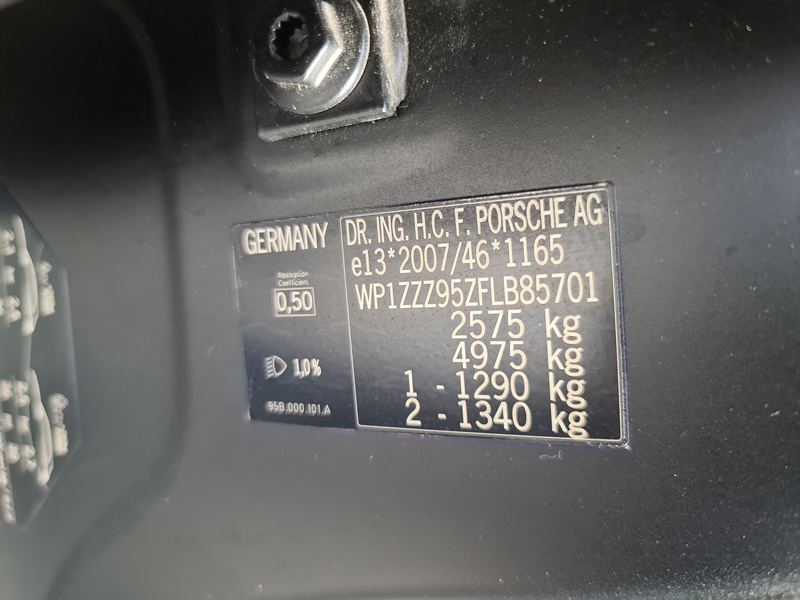 GERMANY
Absorption
Coefficient
0,50
1,0%
95B.000.101.A
DR. ING. H.C. F. PORSCHE AG
e13*2007/46*1165
WP1ZZZ95ZFLB85701
2575 kg
4975 kg
1 - 1290 kg
2 - 1340 kg